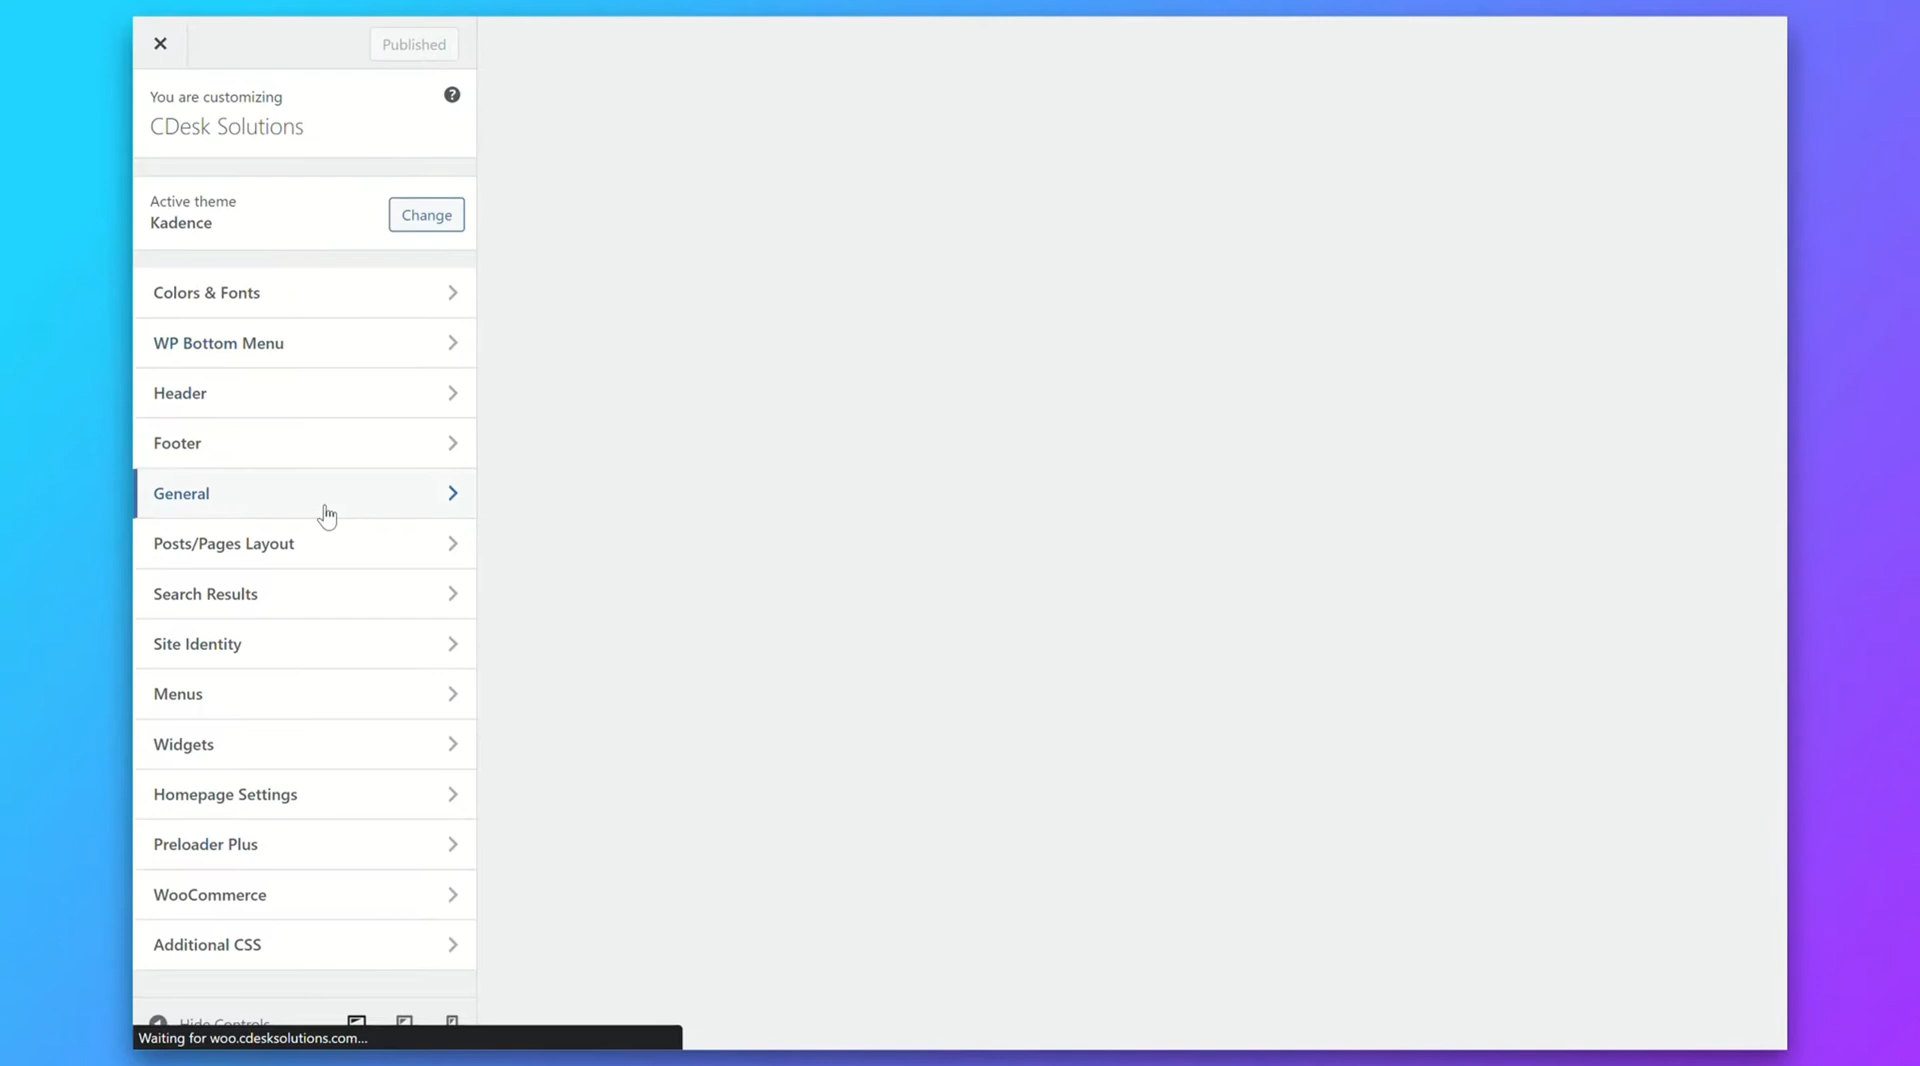 Published
You are customizing
CDesk Solutions
Active theme
Kadence
Change
Colors & Fonts
WP Bottom Menu
Header
Footer
General
Posts/Pages Layout
Search Results
Site Identity
Menus
Widgets
Homepage Settings
Preloader Plus
WooCommerce
Additional CSS
Hide Controls
Waiting for woo.cdesksolutions.com...